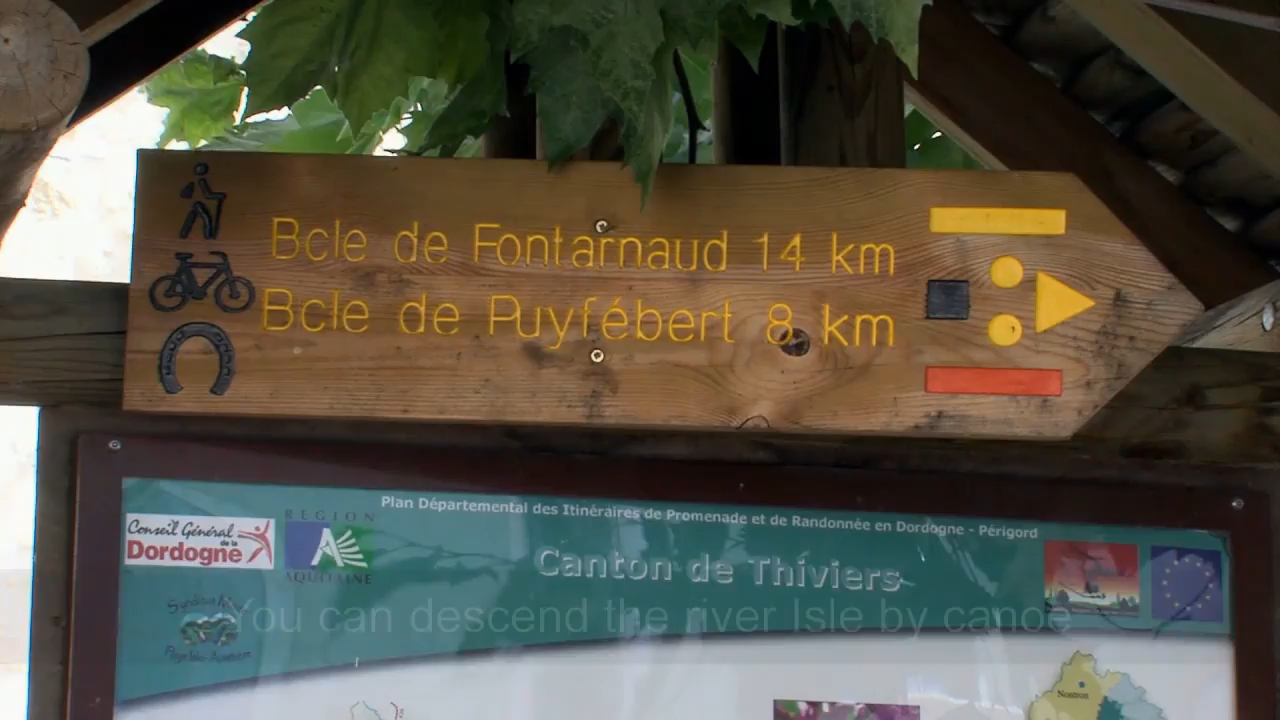 Bcle de Fontarnaud 14 km
Bcle de Puyfébert 8 km
Plan Départemental des Itinéraires de Promenade et de Randonnée en Dordogne - Périgord
Conseil Général
de la
Dordogne
REGION
AQUITAINE
Canton de Thiviers
You can descend the river Isle by canoe
Nontron